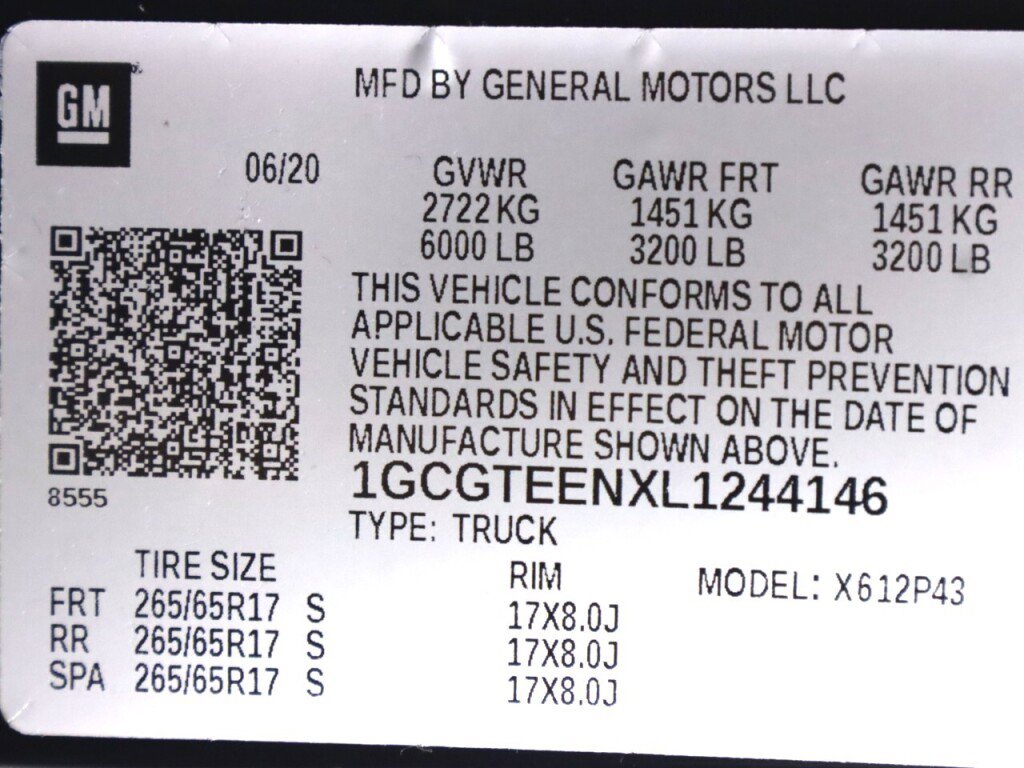 GM
MFD BY GENERAL MOTORS LLC
06/20 GVWR GAWR FRT GAWR RR
2722 KG 1451 KG 1451 KG
6000 LB 3200 LB 3200 LB
THIS VEHICLE CONFORMS TO ALL
APPLICABLE U.S. FEDERAL MOTOR
VEHICLE SAFETY AND THEFT PREVENTION
STANDARDS IN EFFECT ON THE DATE OF
MANUFACTURE SHOWN ABOVE.
1GCGTEENXL1244146
8555
TYPE: TRUCK
TIRE SIZE RIM MODEL: X612P43
FRT 265/65R17 S 17X8.0J
RR 265/65R17 S 17X8.0J
SPA 265/65R17 S 17X8.0J